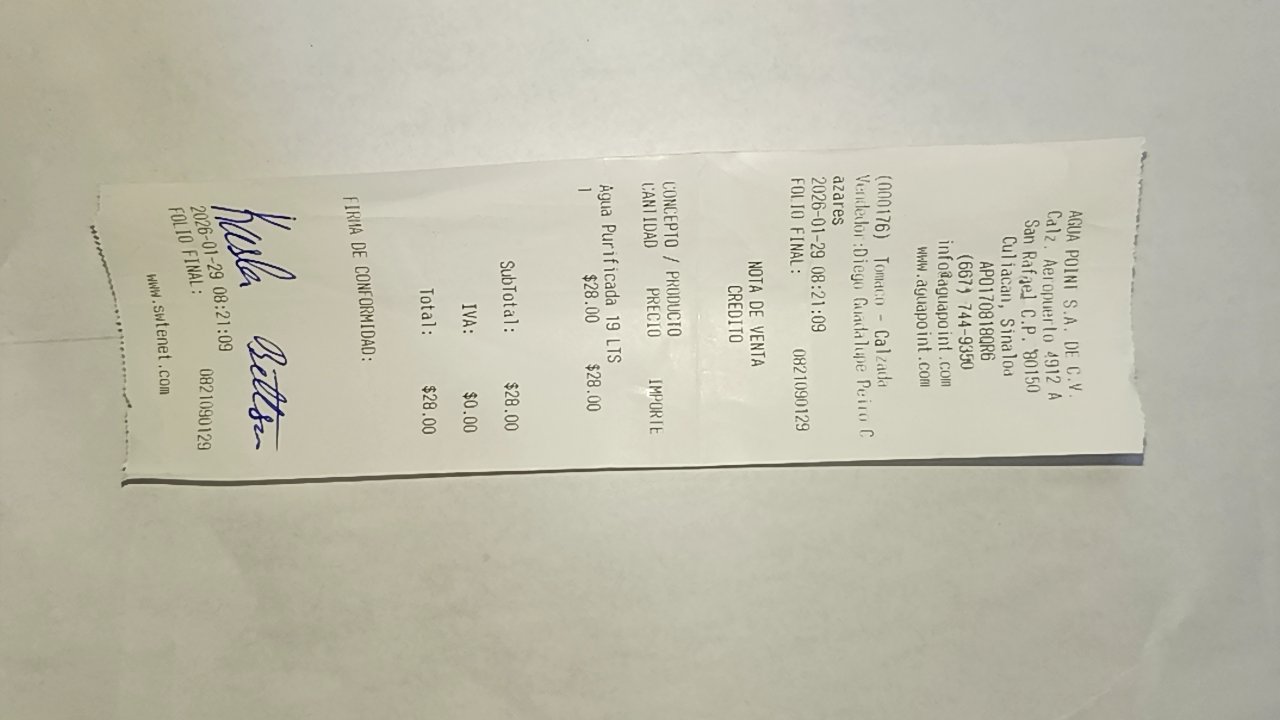 AGUA POINT S.A. DE C.V.
Calz. Aeropuerto 4912 A
San Rafael C.P. 80150
Culiacan, Sinaloa
APO170818QR6
(667) 744-9350
info@aguapoint.com
www.aguapoint.com
(000176) Tomaco - Calzada
Vendedor:Diego Guadalupe Peiro C
azares
2026-01-29 08:21:09
FOLIO FINAL: 0821090129
NOTA DE VENTA
CREDITO
CONCEPTO / PRODUCTO
CANTIDAD PRECIO IMPORTE
Agua Purificada 19 LTS
1 $28.00 $28.00
SubTotal: $28.00
IVA: $0.00
Total: $28.00
FIRMA DE CONFORMIDAD:
Karla
2026-01-29 08:21:09
FOLIO FINAL: 0821090129
www.swtenet.com